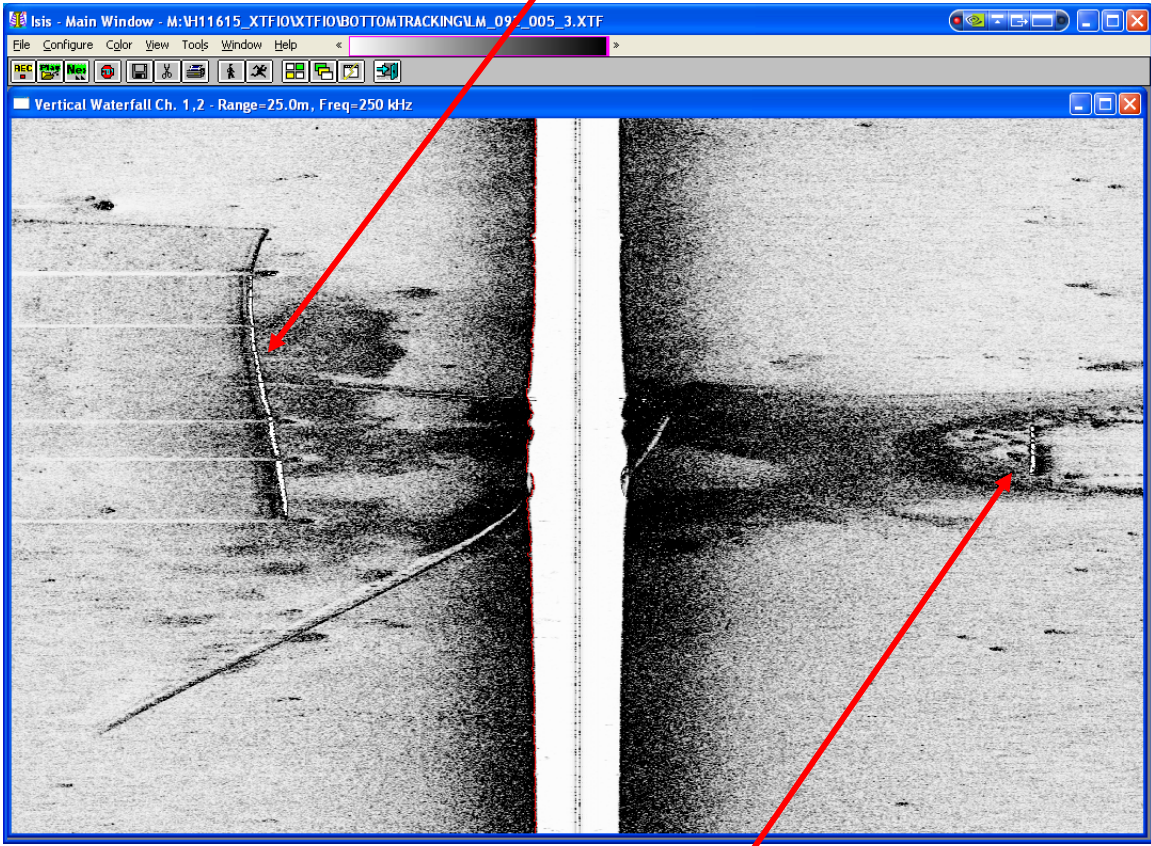 Isis - Main Window - M:\H11615_XTFIO\XTFIO\BOTTOMTRACKING\LM_09 _005_3.XTF
File Configure Color View Tools Window Help « »
REC Play
Vertical Waterfall Ch. 1,2 - Range=25.0m, Freq=250 kHz